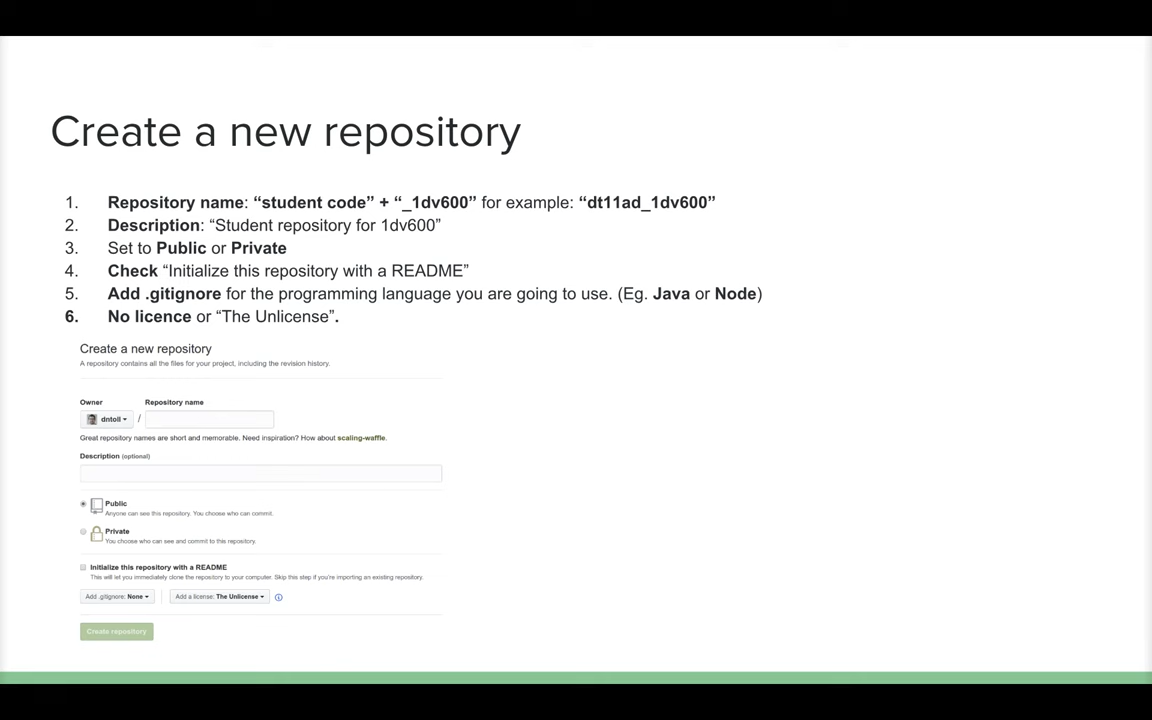 Create a new repository
1. Repository name: “student code” + “_1dv600” for example: “dt11ad_1dv600”
2. Description: “Student repository for 1dv600”
3. Set to Public or Private
4. Check “Initialize this repository with a README”
5. Add .gitignore for the programming language you are going to use. (Eg. Java or Node)
6. No licence or “The Unlicense”.
Create a new repository
A repository contains all the files for your project, including the revision history.
Owner Repository name
dntoll / 
Great repository names are short and memorable. Need inspiration? How about scaling-waffle.
Description (optional)
Public
Anyone can see this repository. You choose who can commit.
Private
You choose who can see and commit to this repository.
Initialize this repository with a README
This will let you immediately clone the repository to your computer. Skip this step if you're importing an existing repository.
Add .gitignore: None Add a license: The Unlicense
Create repository